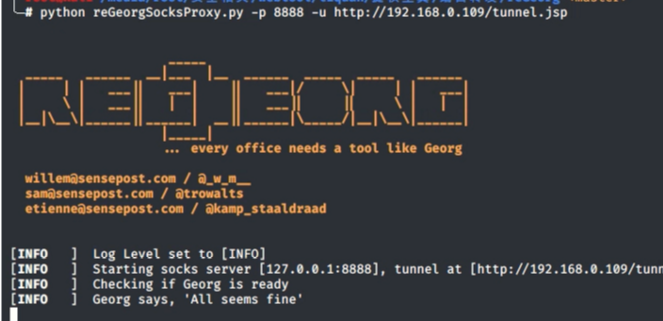 # python reGeorgSocksProxy.py -p 8888 -u http://192.168.0.109/tunnel.jsp
REGEORG
... every office needs a tool like Georg
willem@sensepost.com / @_w_m__
sam@sensepost.com / @trowalts
etienne@sensepost.com / @kamp_staaldraad
[INFO   ]  Log Level set to [INFO]
[INFO   ]  Starting socks server [127.0.0.1:8888], tunnel at [http://192.168.0.109/tunn
[INFO   ]  Checking if Georg is ready
[INFO   ]  Georg says, 'All seems fine'